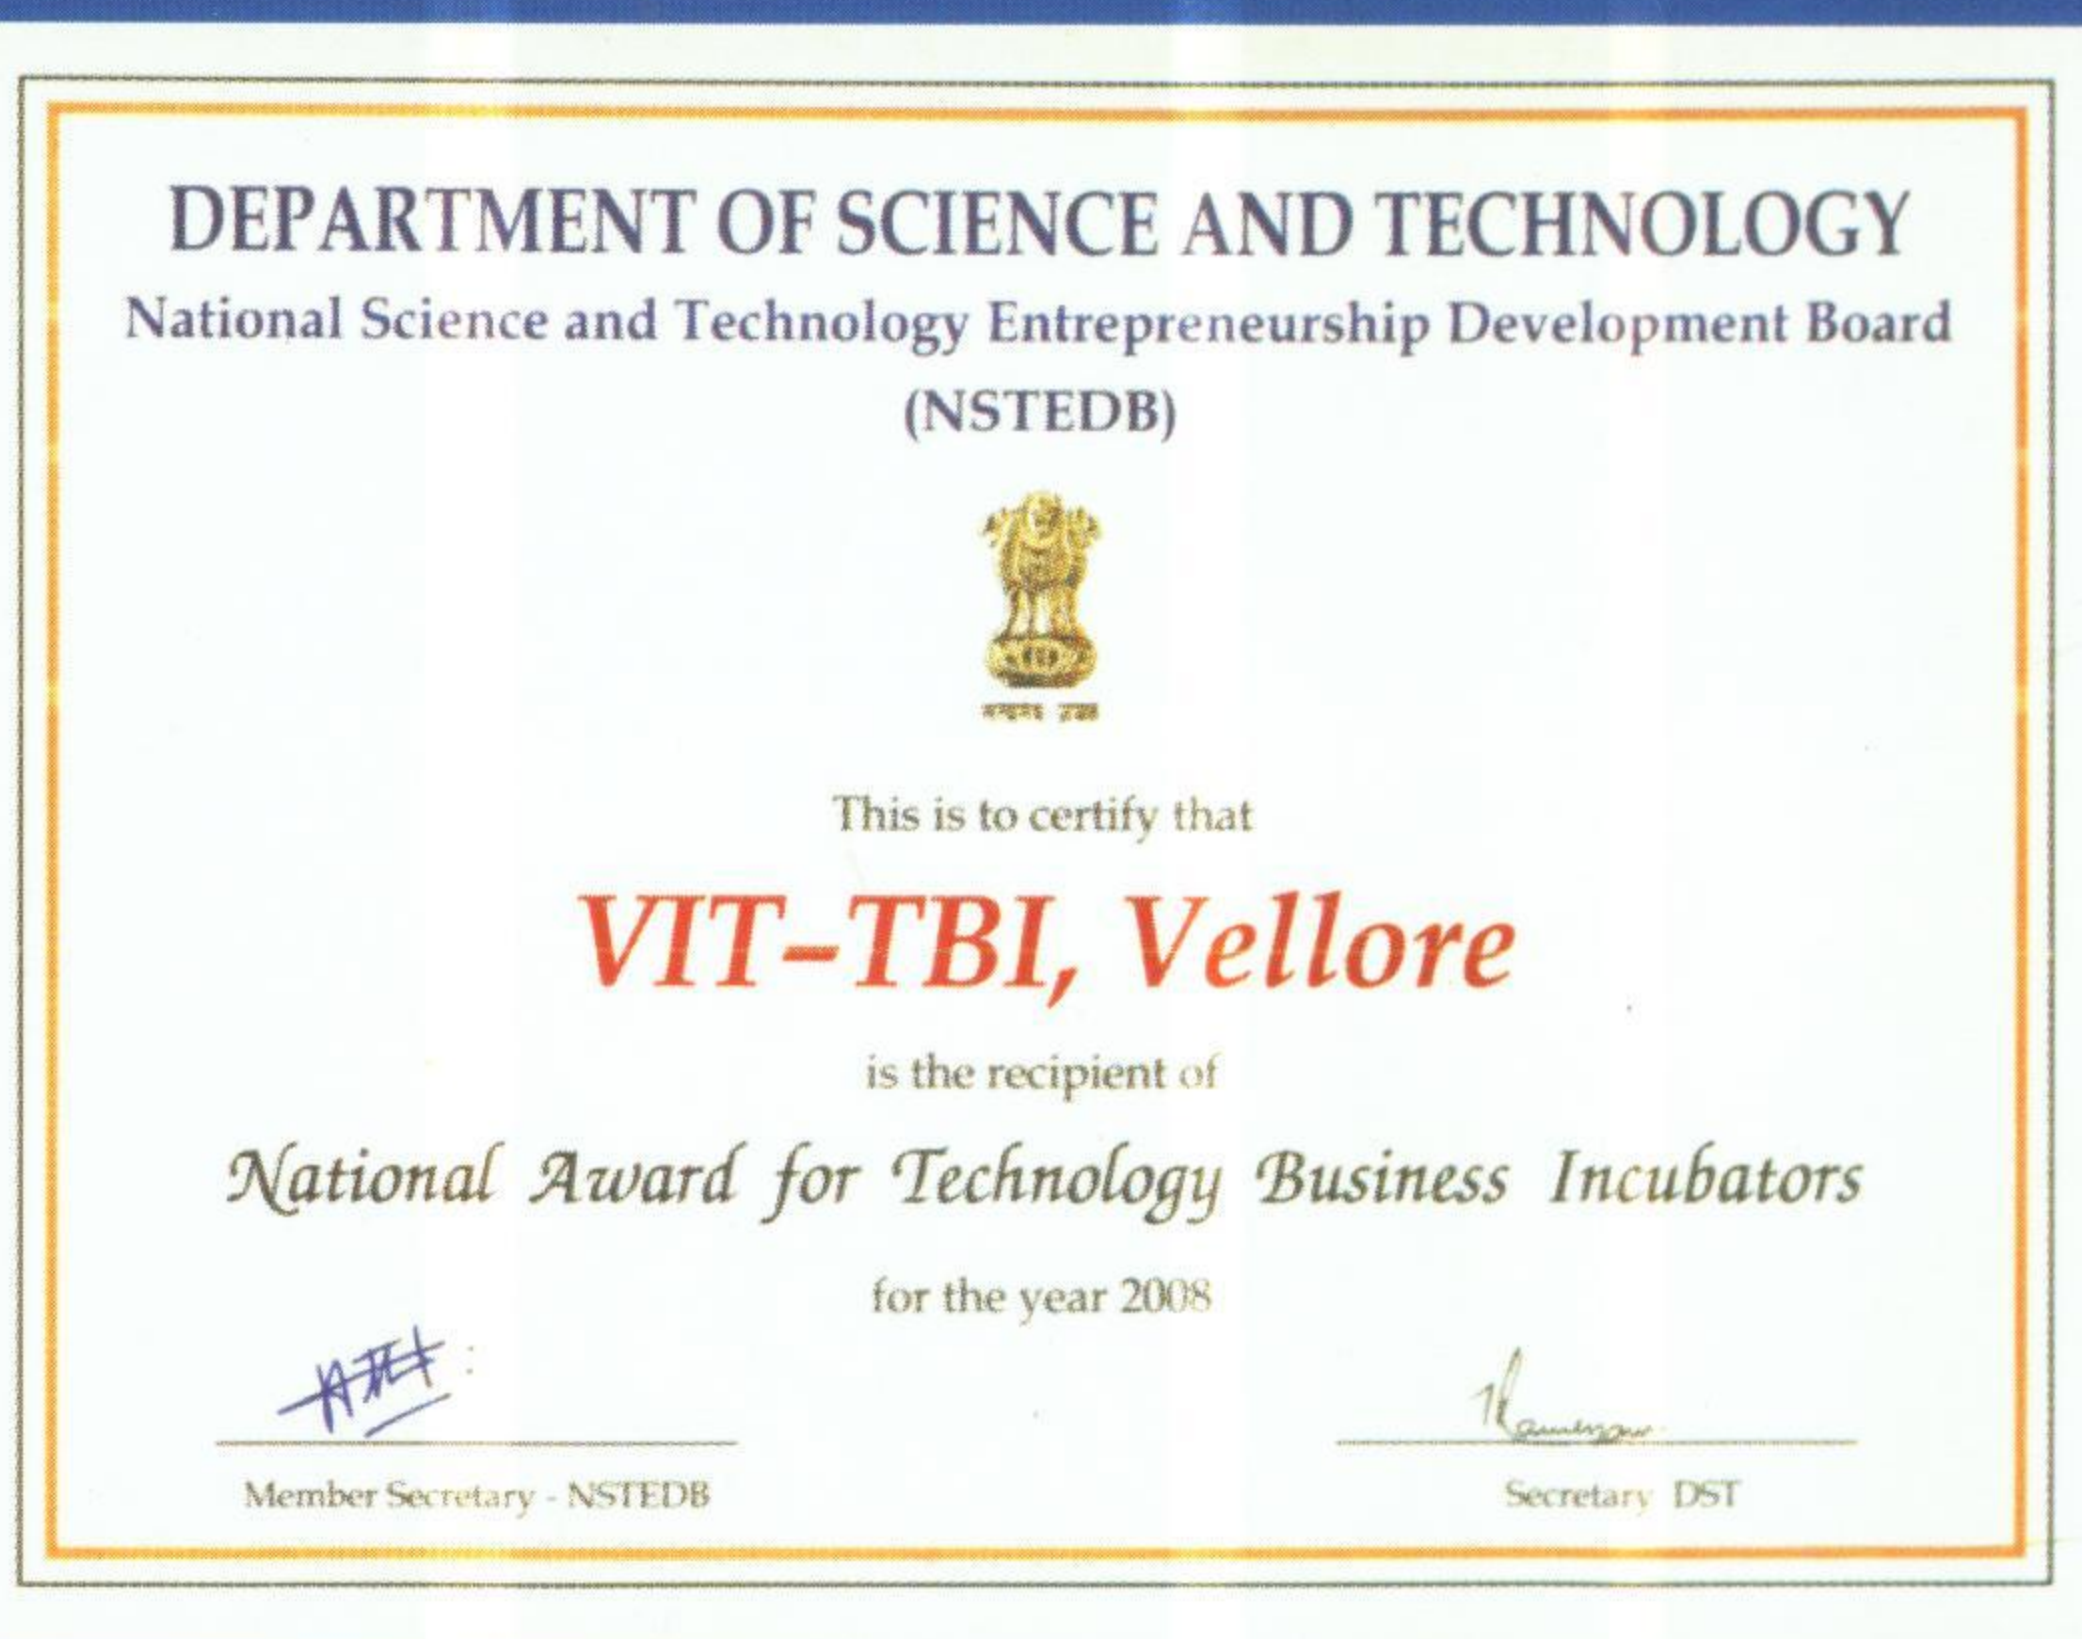 DEPARTMENT OF SCIENCE AND TECHNOLOGY
National Science and Technology Entrepreneurship Development Board
(NSTEDB)
This is to certify that
VIT-TBI, Vellore
is the recipient of
National Award for Technology Business Incubators
for the year 2008
Member Secretary - NSTEDB
Secretary DST